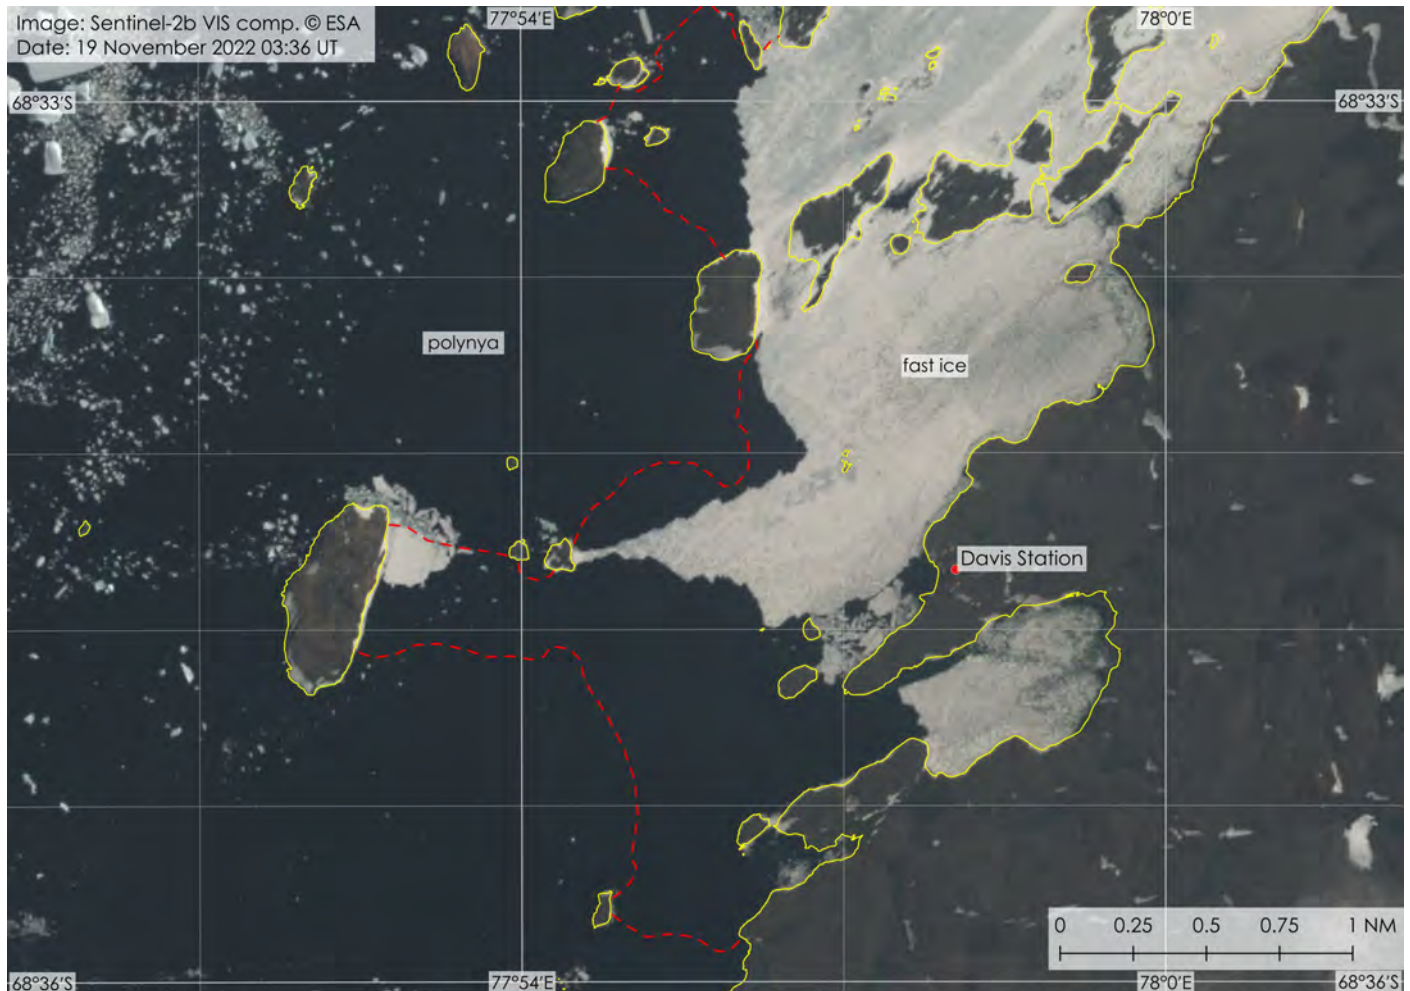 Image: Sentinel-2b VIS comp. © ESA
Date: 19 November 2022 03:36 UT
77°54'E
78°0'E
68°33'S
68°33'S
polynya
fast ice
Davis Station
0 0.25 0.5 0.75 1 NM
68°36'S
77°54'E
78°0'E
68°36'S